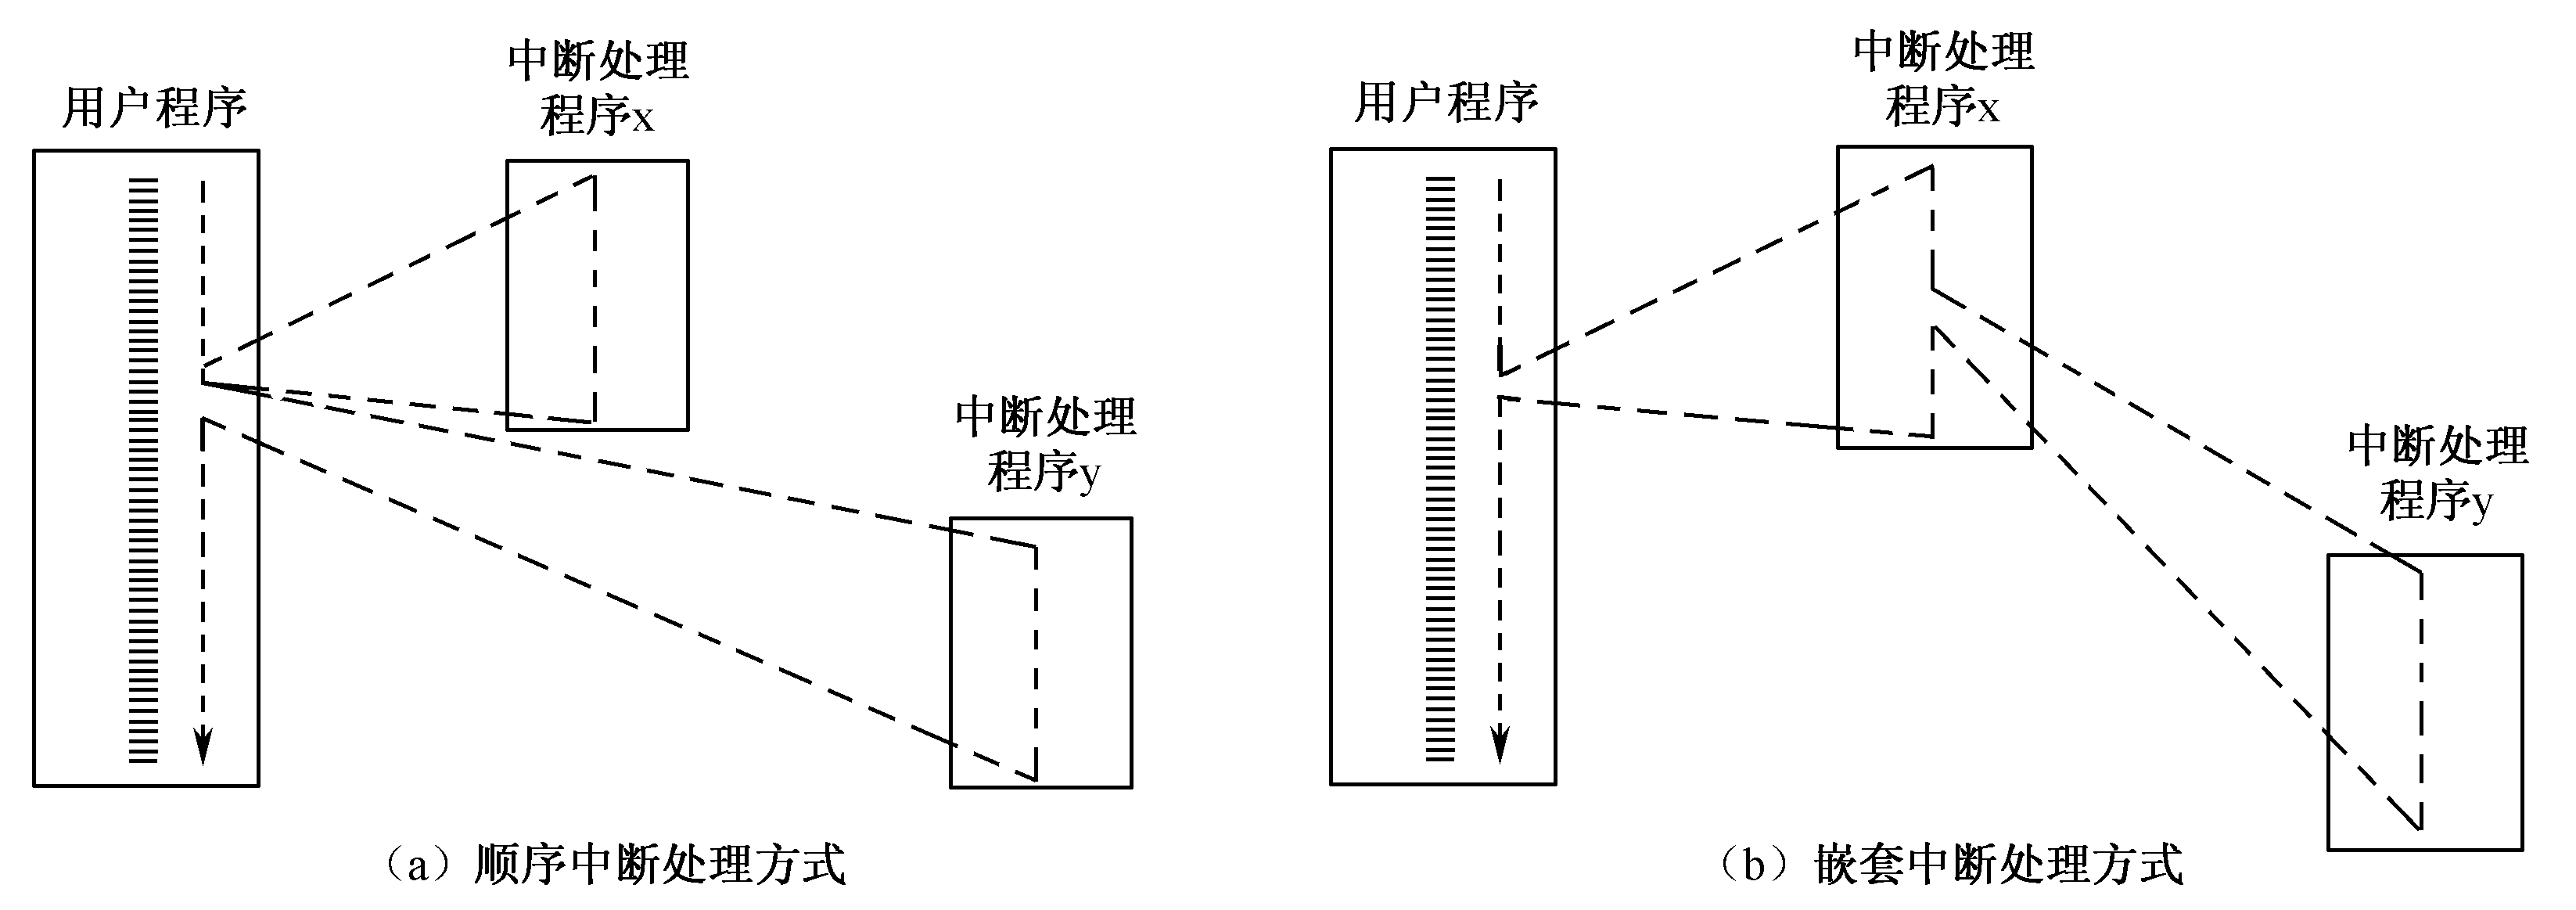 用户程序
中断处理
程序x
中断处理
程序y
（a）顺序中断处理方式
用户程序
中断处理
程序x
中断处理
程序y
（b）嵌套中断处理方式